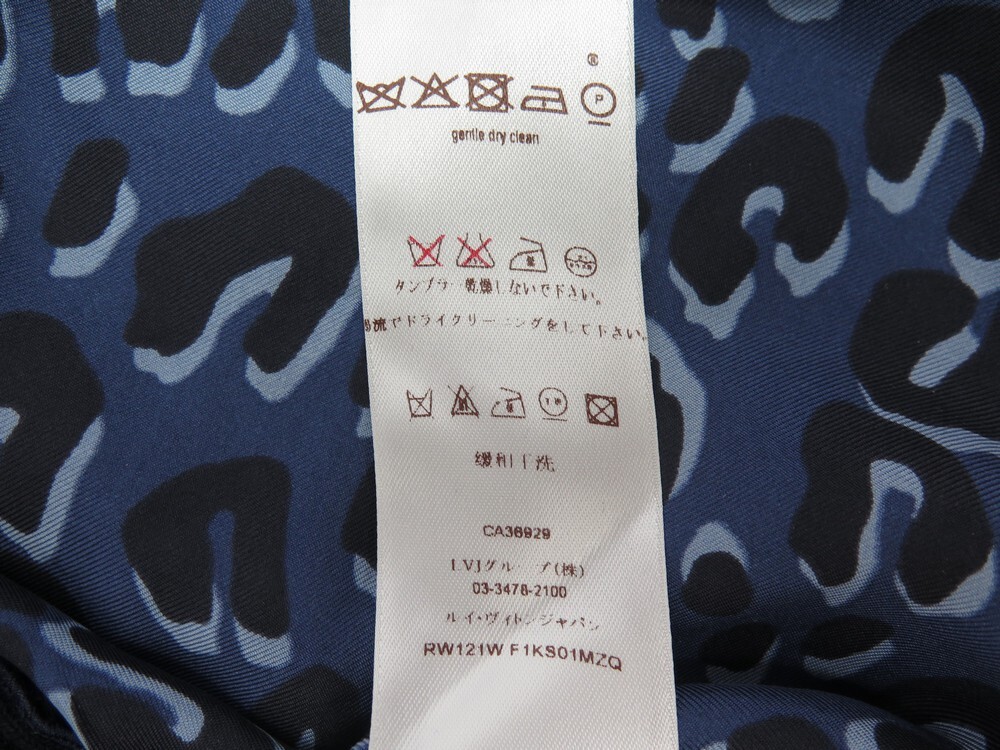 ®
P
gentle dry clean
タンブラー乾燥しないで下さい。
流でドライクリーニングをして下さい。
缓和干洗
CA36929
LVJグループ(株)
03-3478-2100
ルイ・ヴィトンジャパン
RW121W F1KS01MZQ